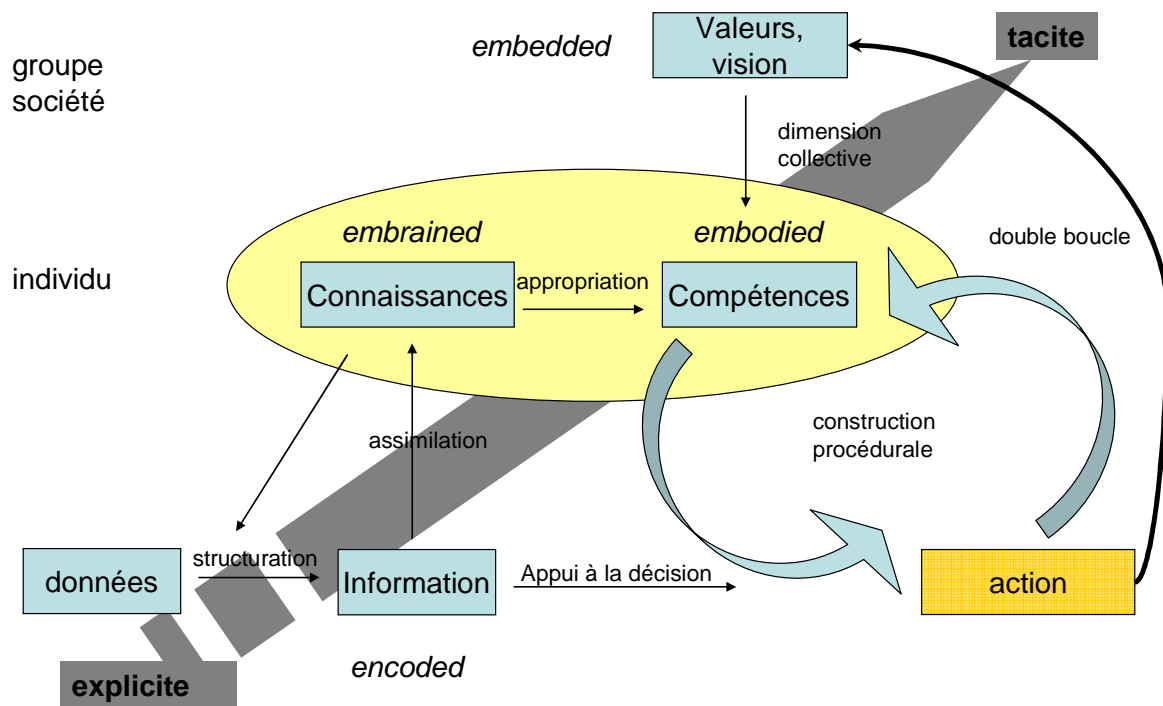 embedded
Valeurs,
vision
tacite
groupe
société
dimension
collective
embrained
embodied
double boucle
individu
Connaissances
appropriation
Compétences
construction
procédurale
assimilation
données
structuration
Information
Appui à la décision
action
encoded
explicite